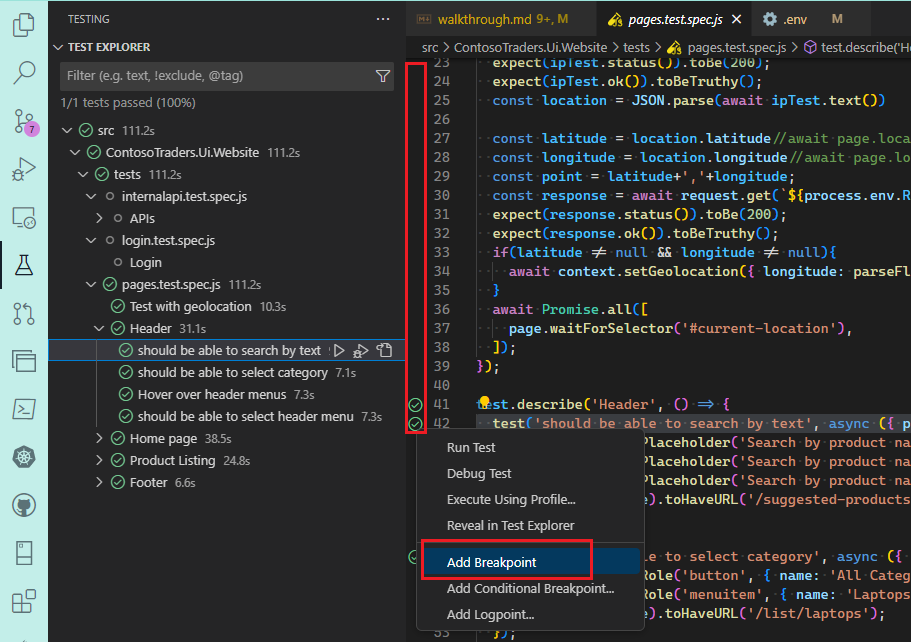 TESTING
TEST EXPLORER
Filter (e.g. text, !exclude, @tag)
1/1 tests passed (100%)
src 111.2s
ContosoTraders.Ui.Website 111.2s
tests 111.2s
internalapi.test.spec.js
APIs
login.test.spec.js
Login
pages.test.spec.js 111.2s
Test with geolocation 10.3s
Header 31.1s
should be able to search by text
should be able to select category 7.1s
Hover over header menus 7.3s
should be able to select header menu 7.3s
Home page 38.5s
Product Listing 24.8s
Footer 6.6s
7
walkthrough.md 9+, M
pages.test.spec.js
.env M
src > ContosoTraders.Ui.Website > tests > pages.test.spec.js > test.describe('He
23 expect(ipTest.status()).toBe(200);
24 expect(ipTest.ok()).toBeTruthy();
25 const location = JSON.parse(await ipTest.text())
26
27 const latitude = location.latitude//await page.loca
28 const longitude = location.longitude//await page.lo
29 const point = latitude+','+longitude;
30 const response = await request.get(`${process.env.R
31 expect(response.status()).toBe(200);
32 expect(response.ok()).toBeTruthy();
33 if(latitude != null && longitude != null){
34 await context.setGeolocation({ longitude: parseFl
35 }
36 await Promise.all([
37 page.waitForSelector('#current-location'),
38 ]);
39 });
40
41 test.describe('Header', () => {
42 test('should be able to search by text', async ({ p
Placeholder('Search by product na
Placeholder('Search by product na
Placeholder('Search by product na
e).toHaveURL('/suggested-products
le to select category', async ({
Role('button', { name: 'All Categ
Role('menuitem', { name: 'Laptops
e).toHaveURL('/list/laptops');
53 });
Run Test
Debug Test
Execute Using Profile...
Reveal in Test Explorer
Add Breakpoint
Add Conditional Breakpoint...
Add Logpoint...